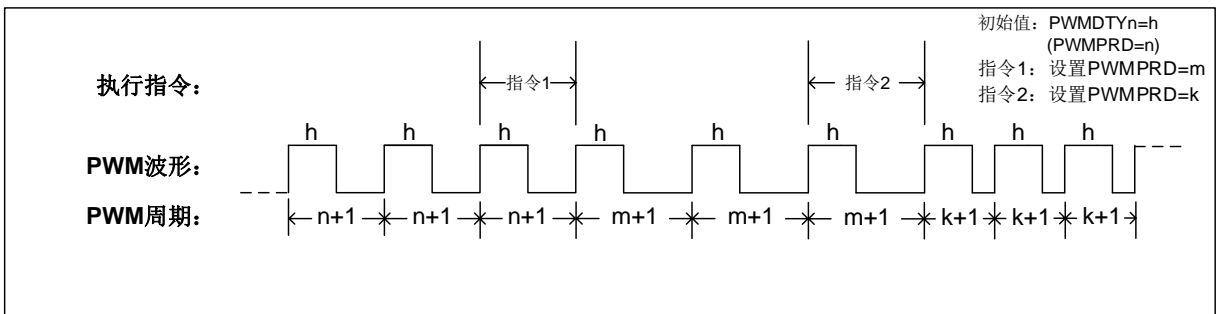 初始值：PWMDTYn=h
(PWMPRD=n)
指令1：设置PWMPRD=m
指令2：设置PWMPRD=k
执行指令： 指令1 指令2
h h h h h h h h h
PWM波形：
PWM周期： n+1 n+1 n+1 m+1 m+1 m+1 k+1 k+1 k+1